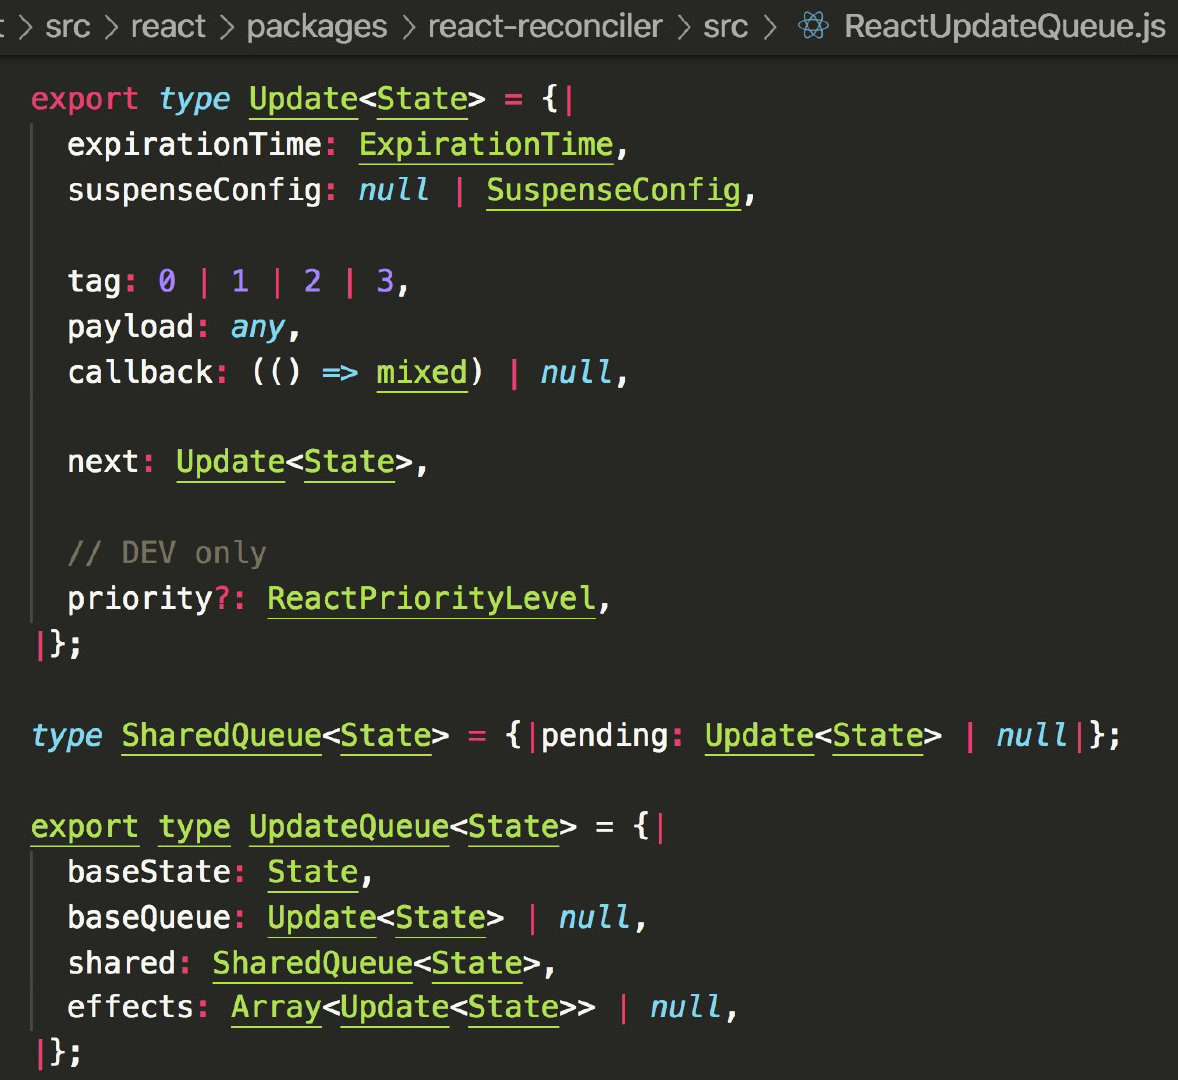 > src > react > packages > react-reconciler > src > ReactUpdateQueue.js
export type Update<State> = {|
  expirationTime: ExpirationTime,
  suspenseConfig: null | SuspenseConfig,

  tag: 0 | 1 | 2 | 3,
  payload: any,
  callback: (() => mixed) | null,

  next: Update<State>,

  // DEV only
  priority?: ReactPriorityLevel,
|};

type SharedQueue<State> = {|pending: Update<State> | null|};

export type UpdateQueue<State> = {|
  baseState: State,
  baseQueue: Update<State> | null,
  shared: SharedQueue<State>,
  effects: Array<Update<State>> | null,
|};